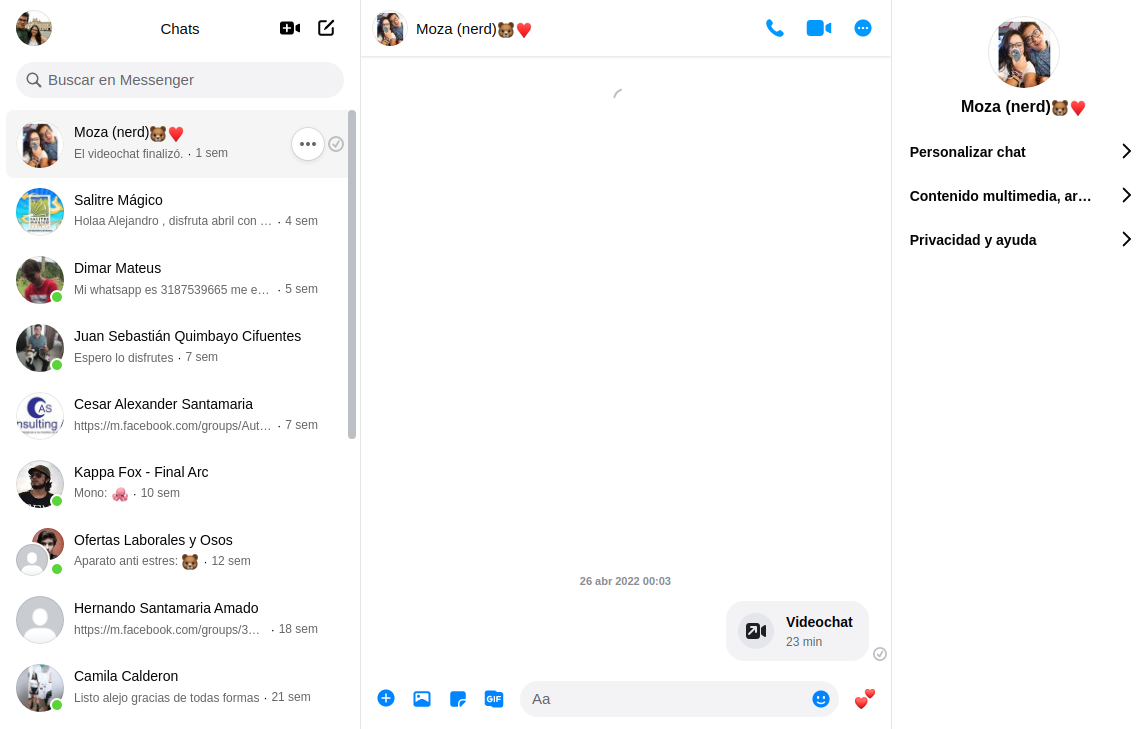 Chats
Buscar en Messenger
Moza (nerd)🐻❤️
El videochat finalizó. · 1 sem
Salitre Mágico
Holaa Alejandro , disfruta abril con … · 4 sem
Dimar Mateus
Mi whatsapp es 3187539665 me e… · 5 sem
Juan Sebastián Quimbayo Cifuentes
Espero lo disfrutes · 7 sem
Cesar Alexander Santamaria
https://m.facebook.com/groups/Aut… · 7 sem
Kappa Fox - Final Arc
Mono: 🐙 · 10 sem
Ofertas Laborales y Osos
Aparato anti estres: 🐻 · 12 sem
Hernando Santamaria Amado
https://m.facebook.com/groups/3… · 18 sem
Camila Calderon
Listo alejo gracias de todas formas · 21 sem
Moza (nerd)🐻❤️
26 abr 2022 00:03
Videochat
23 min
GIF
Aa
Moza (nerd)🐻❤️
Personalizar chat
Contenido multimedia, ar…
Privacidad y ayuda